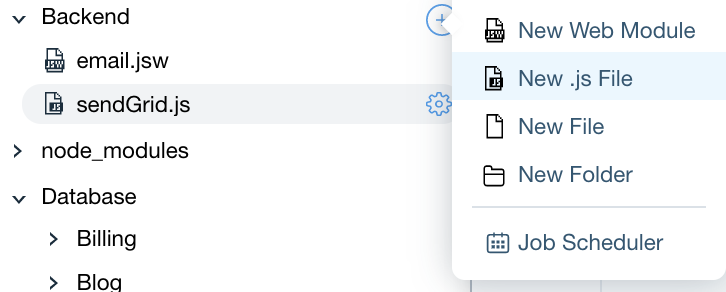 Backend
email.jsw
sendGrid.js
node_modules
Database
Billing
Blog
New Web Module
New .js File
New File
New Folder
Job Scheduler